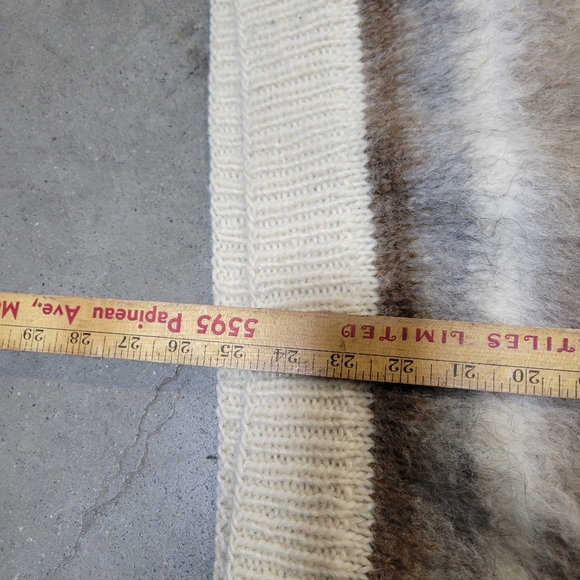 5595 Papineau Ave., M
TILES LIMITED
29 28 27 26 25 24 23 22 21 20